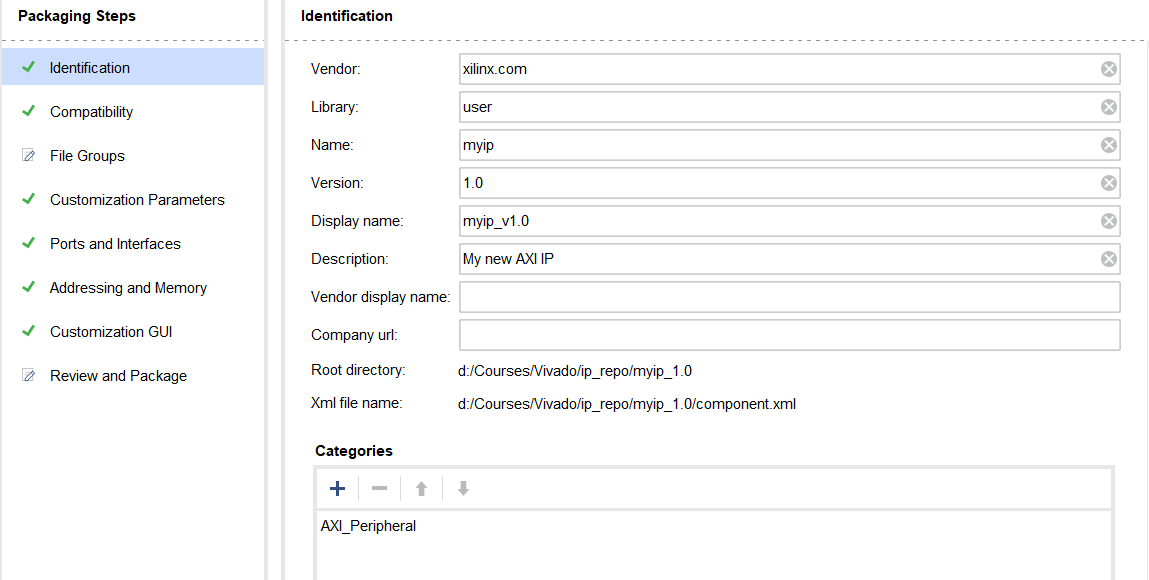 Packaging Steps
Identification
Compatibility
File Groups
Customization Parameters
Ports and Interfaces
Addressing and Memory
Customization GUI
Review and Package
Identification
Vendor: xilinx.com
Library: user
Name: myip
Version: 1.0
Display name: myip_v1.0
Description: My new AXI IP
Vendor display name:
Company url:
Root directory: d:/Courses/Vivado/ip_repo/myip_1.0
Xml file name: d:/Courses/Vivado/ip_repo/myip_1.0/component.xml
Categories
AXI_Peripheral